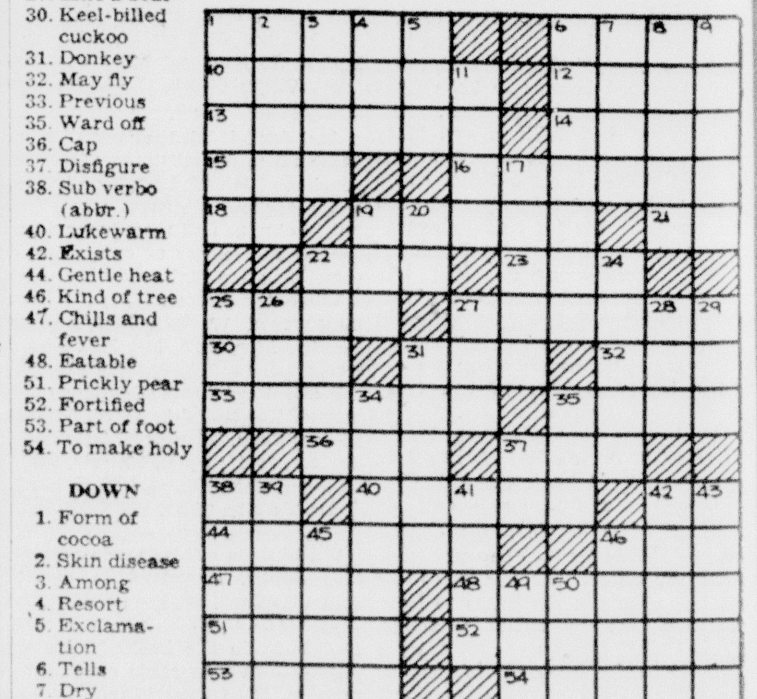 30. Keel-billed
cuckoo
31. Donkey
32. May fly
33. Previous
35. Ward off
36. Cap
37. Disfigure
38. Sub verbo
(abbr.)
40. Lukewarm
42. Exists
44. Gentle heat
46. Kind of tree
47. Chills and
fever
48. Eatable
51. Prickly pear
52. Fortified
53. Part of foot
54. To make holy
DOWN
1. Form of
cocoa
2. Skin disease
3. Among
4. Resort
5. Exclama-
tion
6. Tells
7. Dry
1 2 3 4 5 6 7 8 9
10 11 12
13 14
15 16 17
18 19 20 21
22 23 24
25 26 27 28 29
30 31 32
33 34 35
36 37
38 39 40 41 42 43
44 45 46
47 48 49 50
51 52
53 54